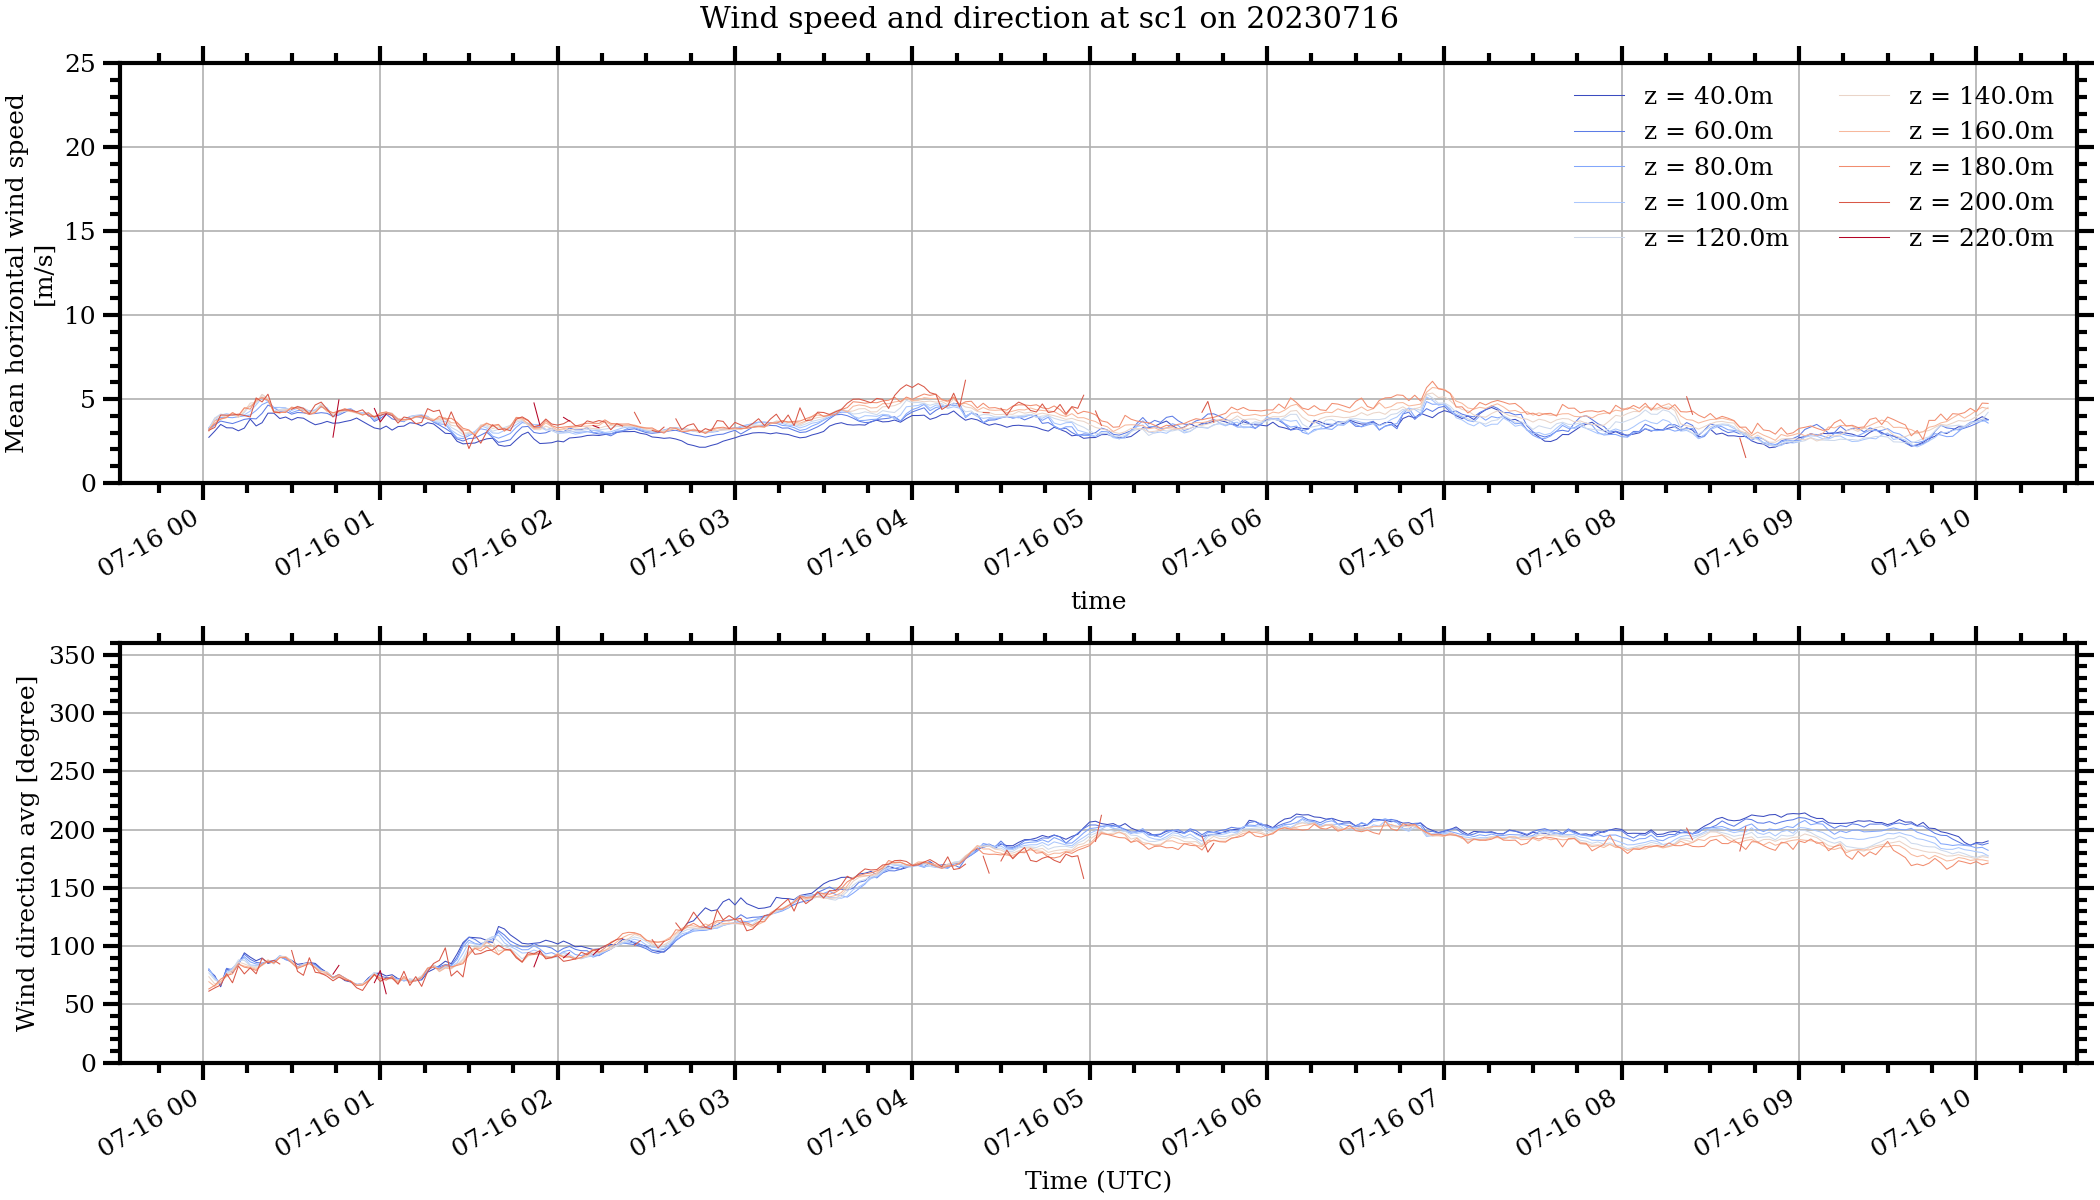 Wind speed and direction at sc1 on 20230716
Mean horizontal wind speed
[m/s]
25
20
15
10
5
0
z = 40.0m
z = 60.0m
z = 80.0m
z = 100.0m
z = 120.0m
z = 140.0m
z = 160.0m
z = 180.0m
z = 200.0m
z = 220.0m
07-16 00
07-16 01
07-16 02
07-16 03
07-16 04
07-16 05
07-16 06
07-16 07
07-16 08
07-16 09
07-16 10
time
Wind direction avg [degree]
350
300
250
200
150
100
50
0
07-16 00
07-16 01
07-16 02
07-16 03
07-16 04
07-16 05
07-16 06
07-16 07
07-16 08
07-16 09
07-16 10
Time (UTC)